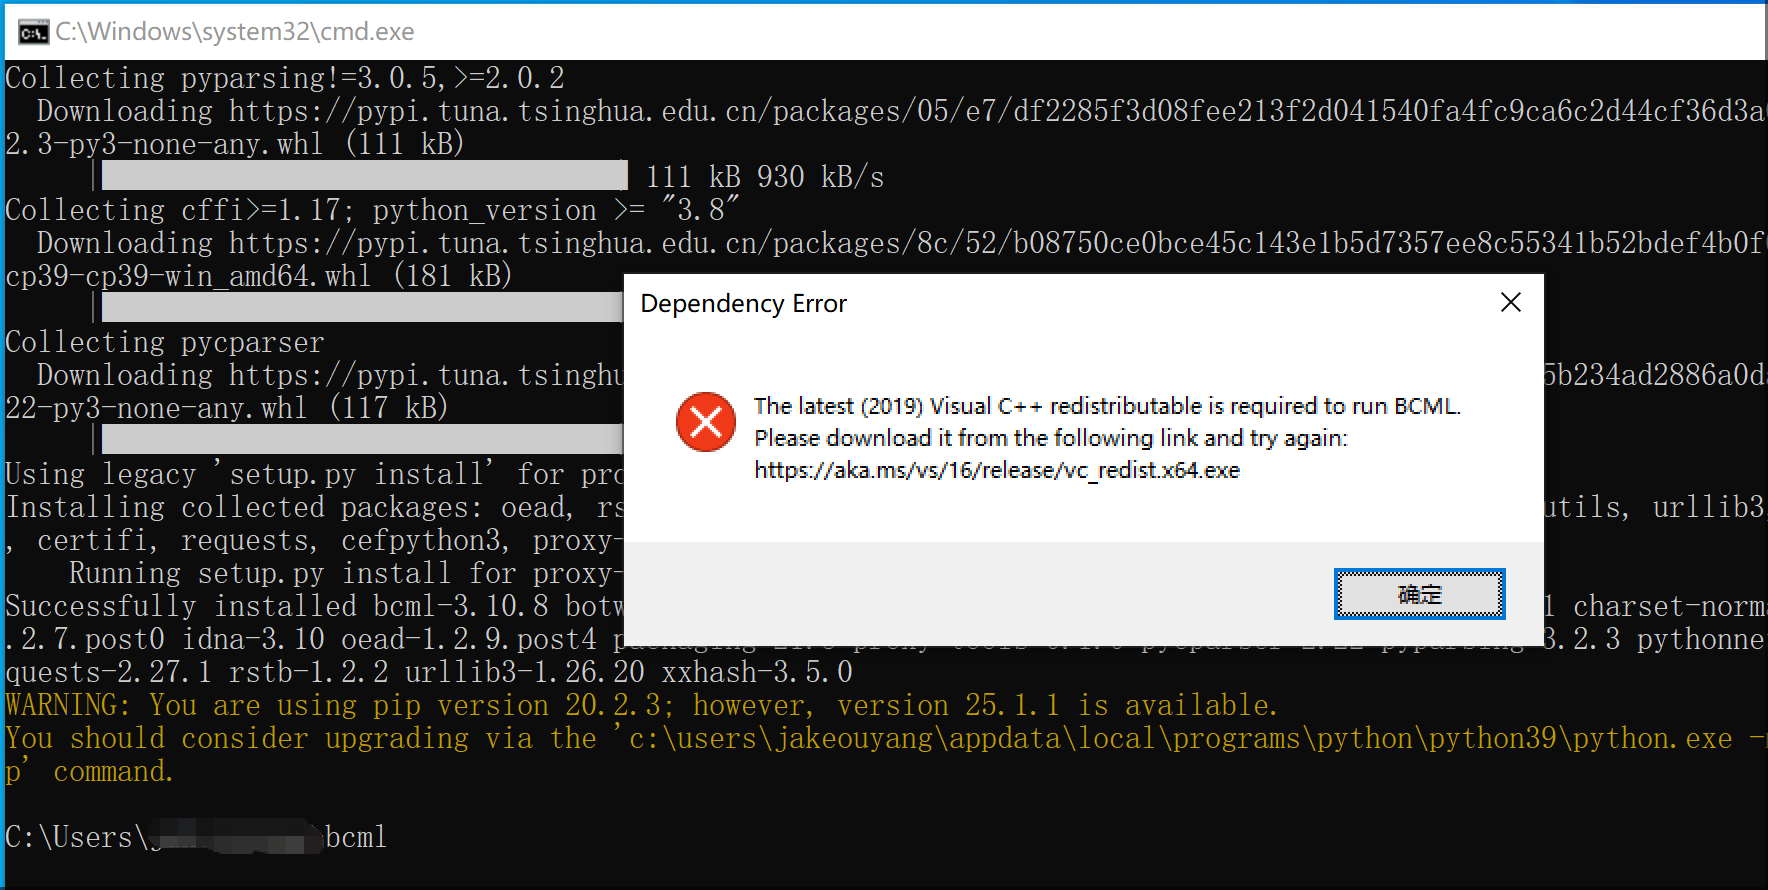 C:\Windows\system32\cmd.exe
Collecting pyparsing!=3.0.5,>=2.0.2
Downloading https://pypi.tuna.tsinghua.edu.cn/packages/05/e7/df2285f3d08fee213f2d041540fa4fc9ca6c2d44cf36d3a
2.3-py3-none-any.whl (111 kB)
111 kB 930 kB/s
Collecting cffi>=1.17; python_version >= "3.8"
Downloading https://pypi.tuna.tsinghua.edu.cn/packages/8c/52/b08750ce0bce45c143e1b5d7357ee8c55341b52bdef4b0f
cp39-cp39-win_amd64.whl (181 kB)
Collecting pycparser
Downloading https://pypi.tuna.tsinghu 5b234ad2886a0d
22-py3-none-any.whl (117 kB)
Using legacy 'setup.py install' for pro
Installing collected packages: oead, rs utils, urllib3,
, certifi, requests, cefpython3, proxy-
Running setup.py install for proxy-
Successfully installed bcml-3.10.8 botw 1 charset-norma
.2.7.post0 idna-3.10 oead-1.2.9.post4 3.2.3 pythonne
quests-2.27.1 rstb-1.2.2 urllib3-1.26.20 xxhash-3.5.0
WARNING: You are using pip version 20.2.3; however, version 25.1.1 is available.
You should consider upgrading via the 'c:\users\jakeouyang\appdata\local\programs\python\python39\python.exe -
p' command.
C:\Users\ bcml
Dependency Error
The latest (2019) Visual C++ redistributable is required to run BCML.
Please download it from the following link and try again:
https://aka.ms/vs/16/release/vc_redist.x64.exe
确定